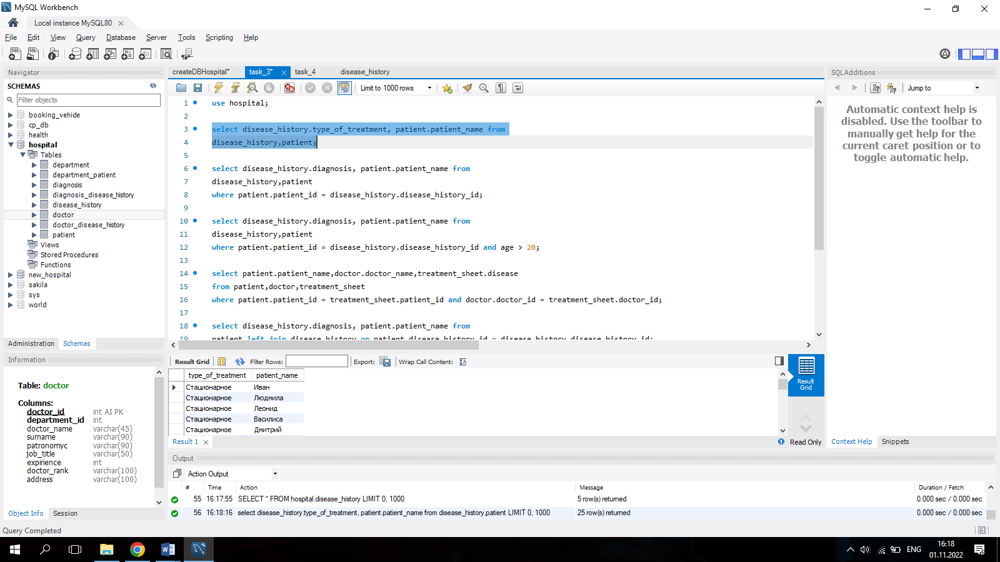 MySQL Workbench
Local instance MySQL80
File Edit View Query Database Server Tools Scripting Help
Navigator
SCHEMAS
Filter objects
booking_vehide
cp_db
health
hospital
Tables
department
department_patient
diagnosis
diagnosis_disease_history
disease_history
doctor
doctor_disease_history
patient
Views
Stored Procedures
Functions
new_hospital
sakila
sys
world
Administration Schemas
Information
Table: doctor
Columns:
doctor_id int AI PK
department_id int
doctor_name varchar(45)
surname varchar(90)
patronomyc varchar(90)
job_title varchar(50)
expirience int
doctor_rank varchar(100)
address varchar(100)
Object Info Session
Query Completed
createDBHospital* task_3* task_4 disease_history
Limit to 1000 rows
1 use hospital;
2
3 select disease_history.type_of_treatment, patient.patient_name from
4 disease_history,patient;
5
6 select disease_history.diagnosis, patient.patient_name from
7 disease_history,patient
8 where patient.patient_id = disease_history.disease_history_id;
9
10 select disease_history.diagnosis, patient.patient_name from
11 disease_history,patient
12 where patient.patient_id = disease_history.disease_history_id and age > 20;
13
14 select patient.patient_name,doctor.doctor_name,treatment_sheet.disease
15 from patient,doctor,treatment_sheet
16 where patient.patient_id = treatment_sheet.patient_id and doctor.doctor_id = treatment_sheet.doctor_id;
17
18 select disease_history.diagnosis, patient.patient_name from
19 patient left join disease_history on patient.disease_history_id = disease_history.disease_history_id;
Result Grid Filter Rows: Export: Wrap Cell Content:
type_of_treatment patient_name
Стационарное Иван
Стационарное Людмила
Стационарное Леонид
Стационарное Василиса
Стационарное Дмитрий
Result Grid
Result 1
Read Only
SQLAdditions
Jump to
Automatic context help is
disabled. Use the toolbar to
manually get help for the
current caret position or to
toggle automatic help.
Context Help Snippets
Output
Action Output
# Time Action Message Duration / Fetch
55 16:17:55 SELECT * FROM hospital.disease_history LIMIT 0, 1000 5 row(s) returned 0.000 sec / 0.000 sec
56 16:18:16 select disease_history.type_of_treatment, patient.patient_name from disease_history,patient LIMIT 0, 1000 25 row(s) returned 0.000 sec / 0.000 sec
ENG
16:18
01.11.2022